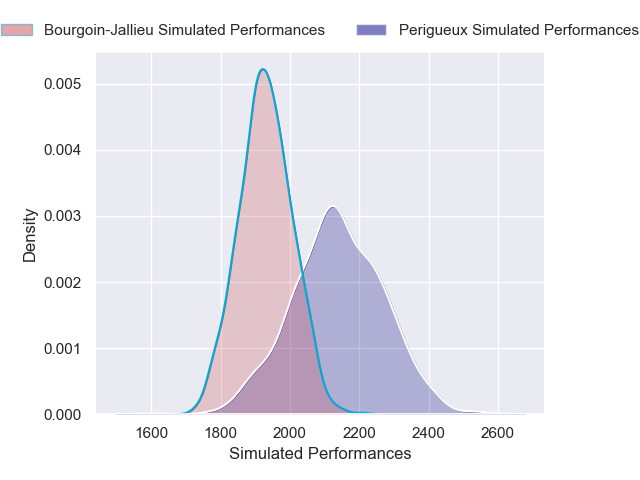 Bourgoin-Jallieu Simulated Performances
Perigueux Simulated Performances
0.005
0.004
0.003
0.002
0.001
0.000
Density
1600 1800 2000 2200 2400 2600
Simulated Performances